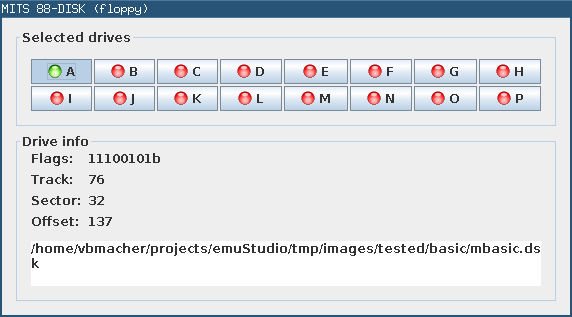 MITS 88-DISK (floppy)
Selected drives
A B C D E F G H
I J K L M N O P
Drive info
Flags: 11100101b
Track: 76
Sector: 32
Offset: 137
/home/vbmacher/projects/emuStudio/tmp/images/tested/basic/mbasic.ds
k